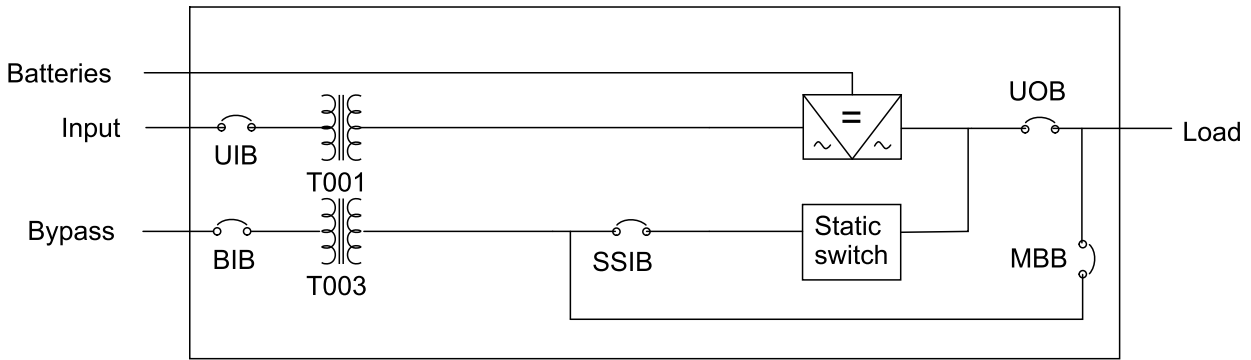 Batteries
Input
UIB
T001
=
~
~
UOB
Load
Bypass
BIB
T003
SSIB
Static
switch
MBB